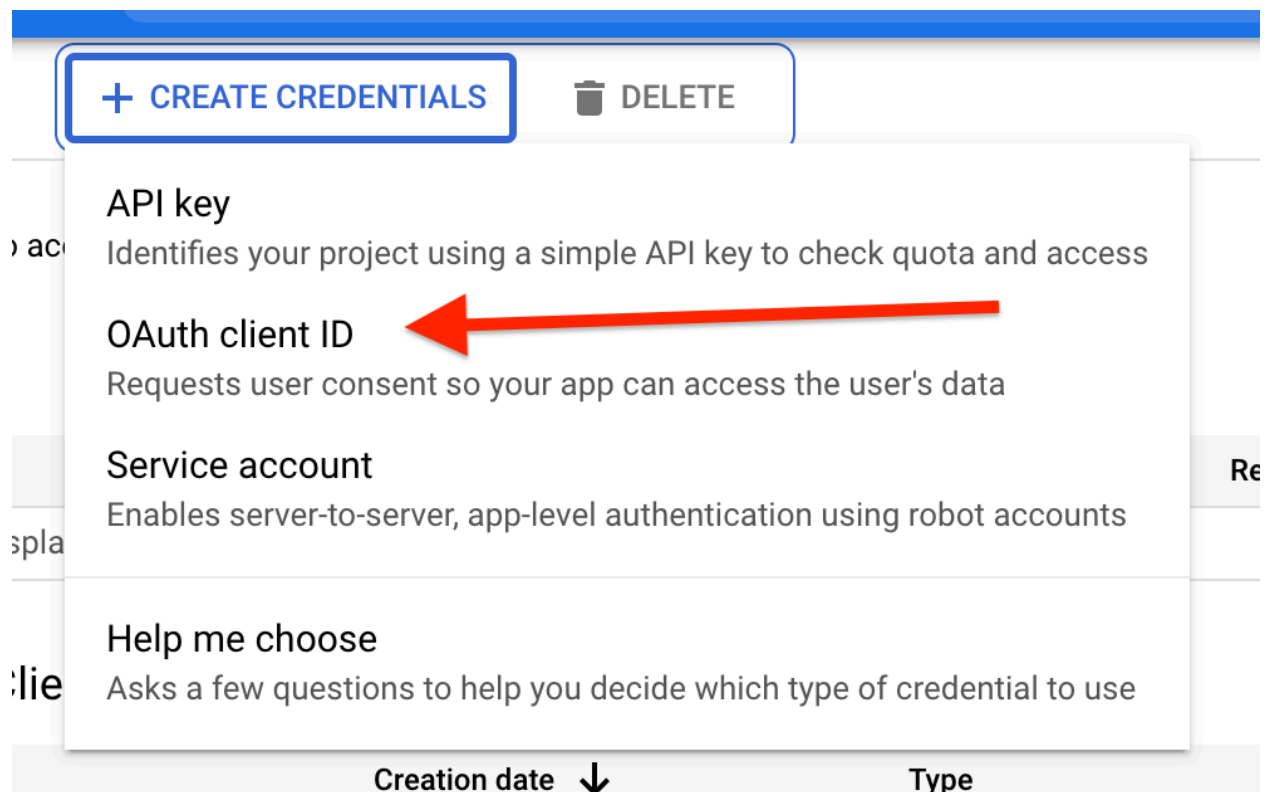 + CREATE CREDENTIALS DELETE
API key
Identifies your project using a simple API key to check quota and access
OAuth client ID
Requests user consent so your app can access the user's data
Service account
Re
Enables server-to-server, app-level authentication using robot accounts
Help me choose
Asks a few questions to help you decide which type of credential to use
Creation date ↓ Type